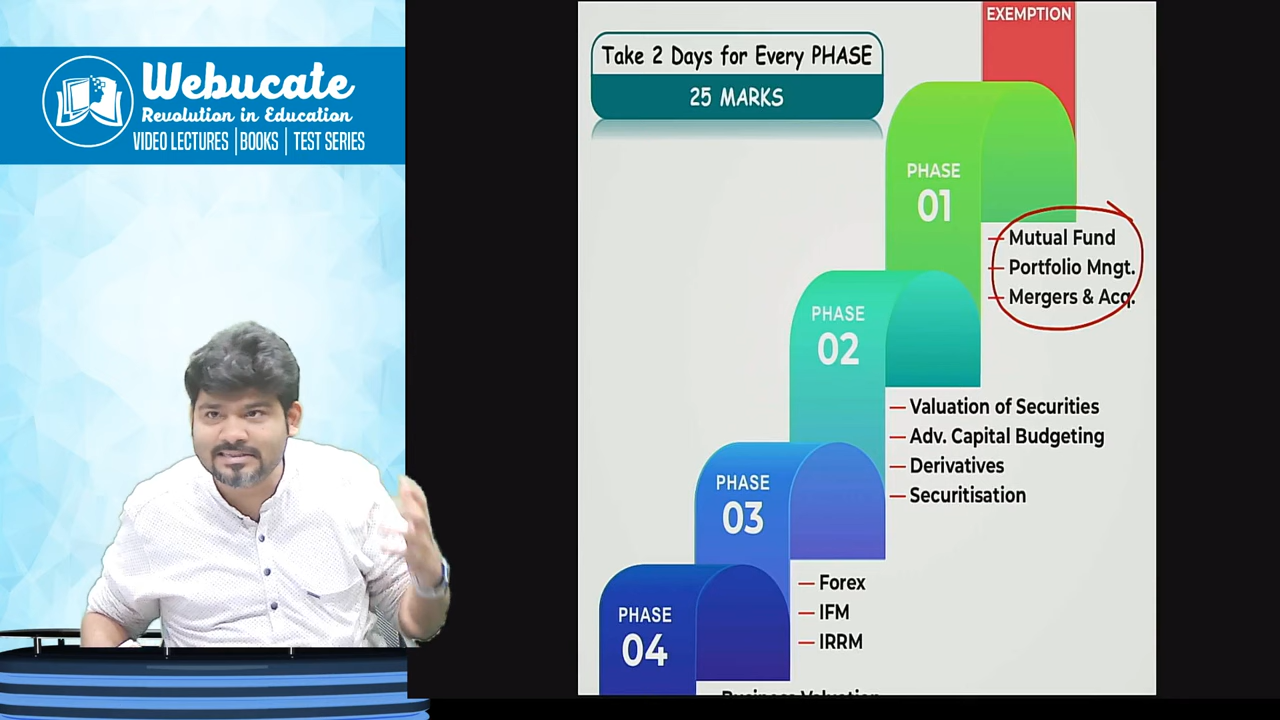 Webucate
Revolution in Education
VIDEO LECTURES | BOOKS | TEST SERIES
EXEMPTION
Take 2 Days for Every PHASE
25 MARKS
PHASE
01
— Mutual Fund
— Portfolio Mngt.
— Mergers & Acq.
PHASE
02
— Valuation of Securities
— Adv. Capital Budgeting
— Derivatives
— Securitisation
PHASE
03
— Forex
— IFM
— IRRM
PHASE
04
Business Valuation